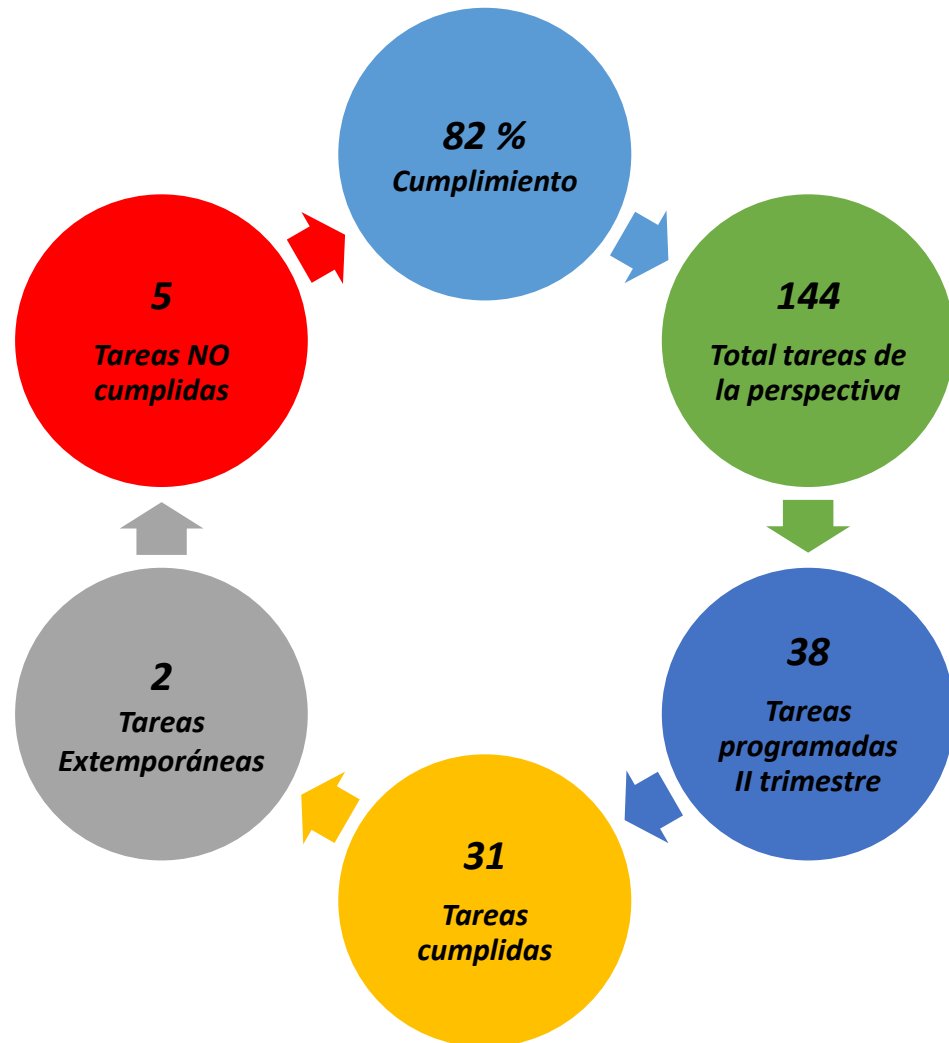 82 %
Cumplimiento
144
Total tareas de
la perspectiva
38
Tareas
programadas
II trimestre
31
Tareas
cumplidas
2
Tareas
Extemporáneas
5
Tareas NO
cumplidas